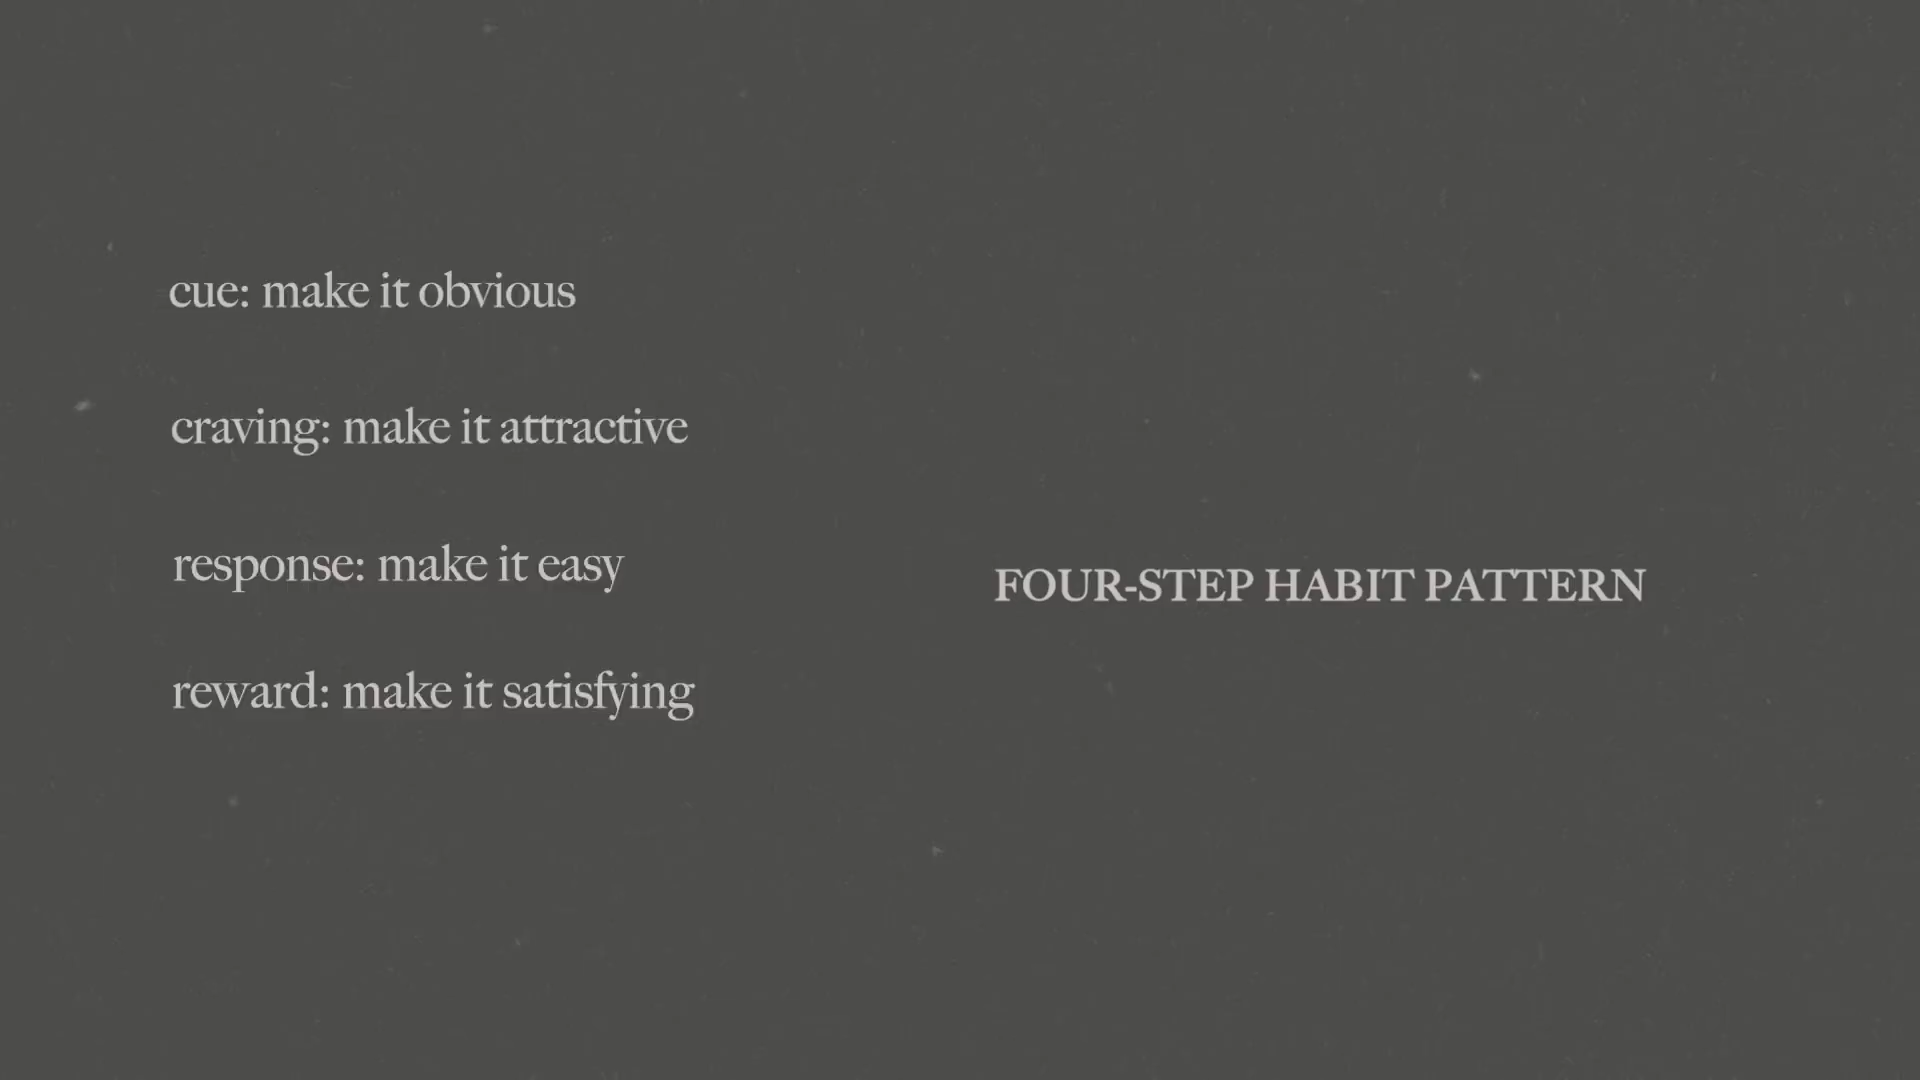 cue: make it obvious
craving: make it attractive
response: make it easy
reward: make it satisfying
FOUR-STEP HABIT PATTERN